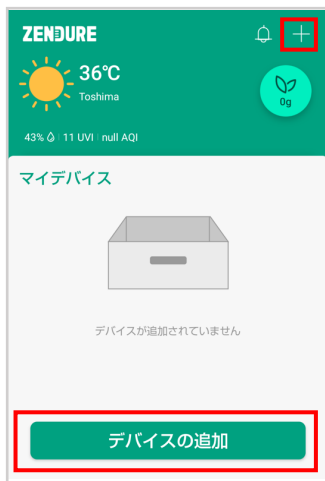 ZENDURE
36℃
Toshima
0g
43% 11 UVI null AQI
マイデバイス
デバイスが追加されていません
デバイスの追加